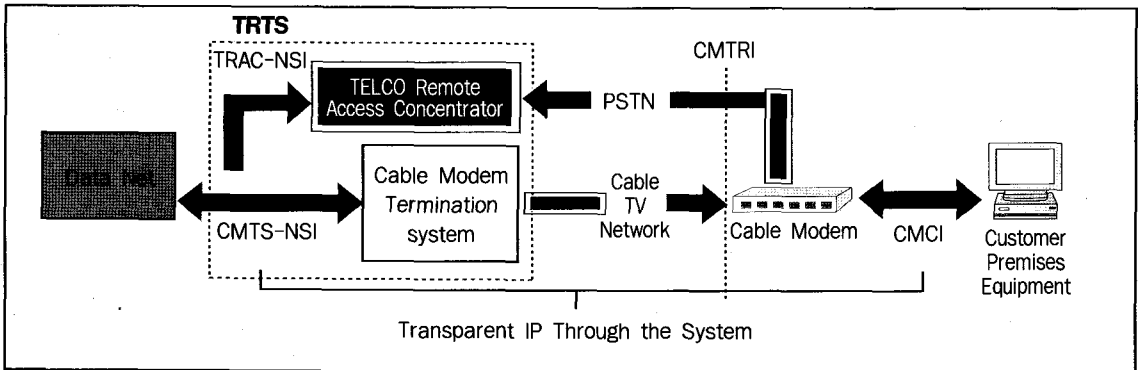 TRTS
TRAC-NSI
CMTRI
TELCO Remote
Access Concentrator
PSTN
Data Net
Cable Modem
Termination
system
Cable
TV
Network
CMTS-NSI
Cable Modem
CMCI
Customer
Premises
Equipment
Transparent IP Through the System